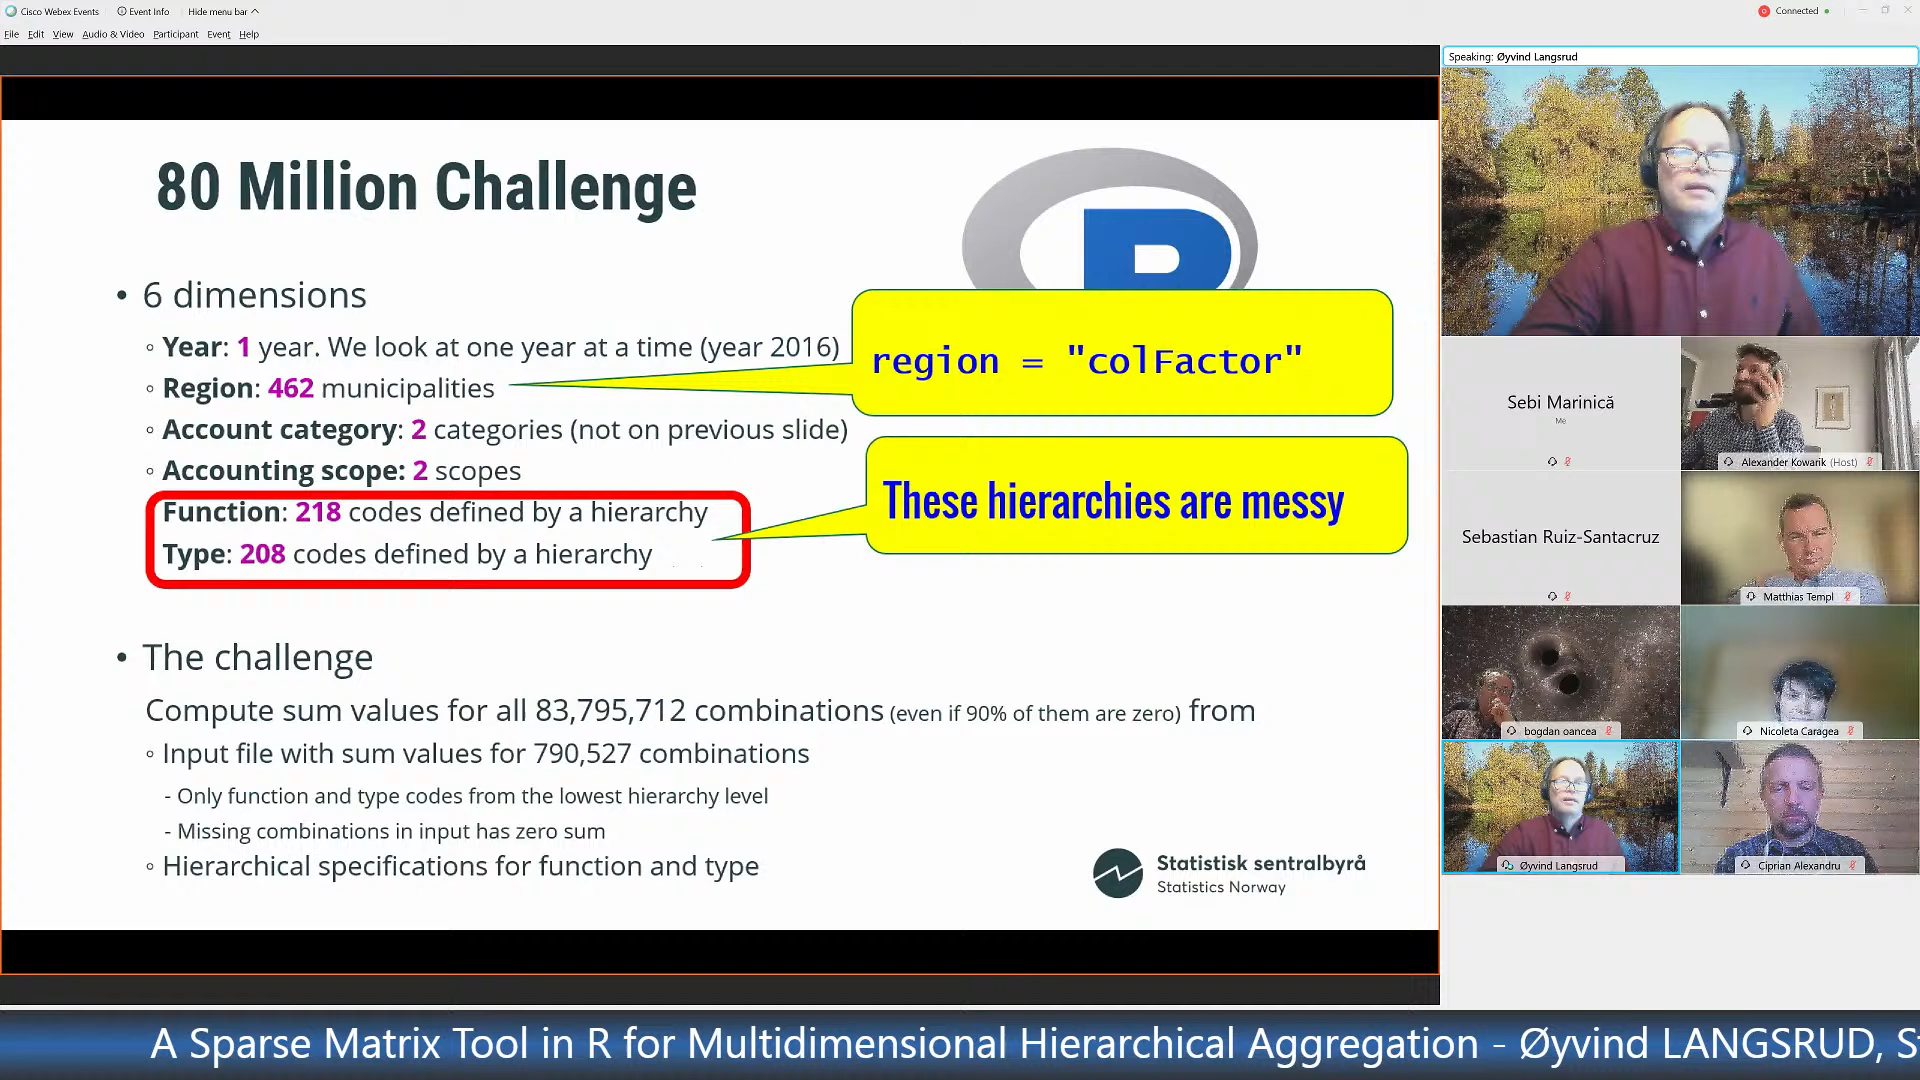 Cisco Webex Events
Event Info
Hide menu bar
Connected
File Edit View Audio & Video Participant Event Help
Speaking: Øyvind Langsrud
80 Million Challenge
• 6 dimensions
◦ Year: 1 year. We look at one year at a time (year 2016)
◦ Region: 462 municipalities
◦ Account category: 2 categories (not on previous slide)
◦ Accounting scope: 2 scopes
Function: 218 codes defined by a hierarchy
Type: 208 codes defined by a hierarchy
region = "colFactor"
These hierarchies are messy
• The challenge
Compute sum values for all 83,795,712 combinations (even if 90% of them are zero) from
◦ Input file with sum values for 790,527 combinations
- Only function and type codes from the lowest hierarchy level
- Missing combinations in input has zero sum
◦ Hierarchical specifications for function and type
Statistisk sentralbyrå
Statistics Norway
Sebi Marinică
Me
Alexander Kowarik (Host)
Sebastian Ruiz-Santacruz
Matthias Templ
bogdan oancea
Nicoleta Caragea
Øyvind Langsrud
Ciprian Alexandru
A Sparse Matrix Tool in R for Multidimensional Hierarchical Aggregation - Øyvind LANGSRUD, S